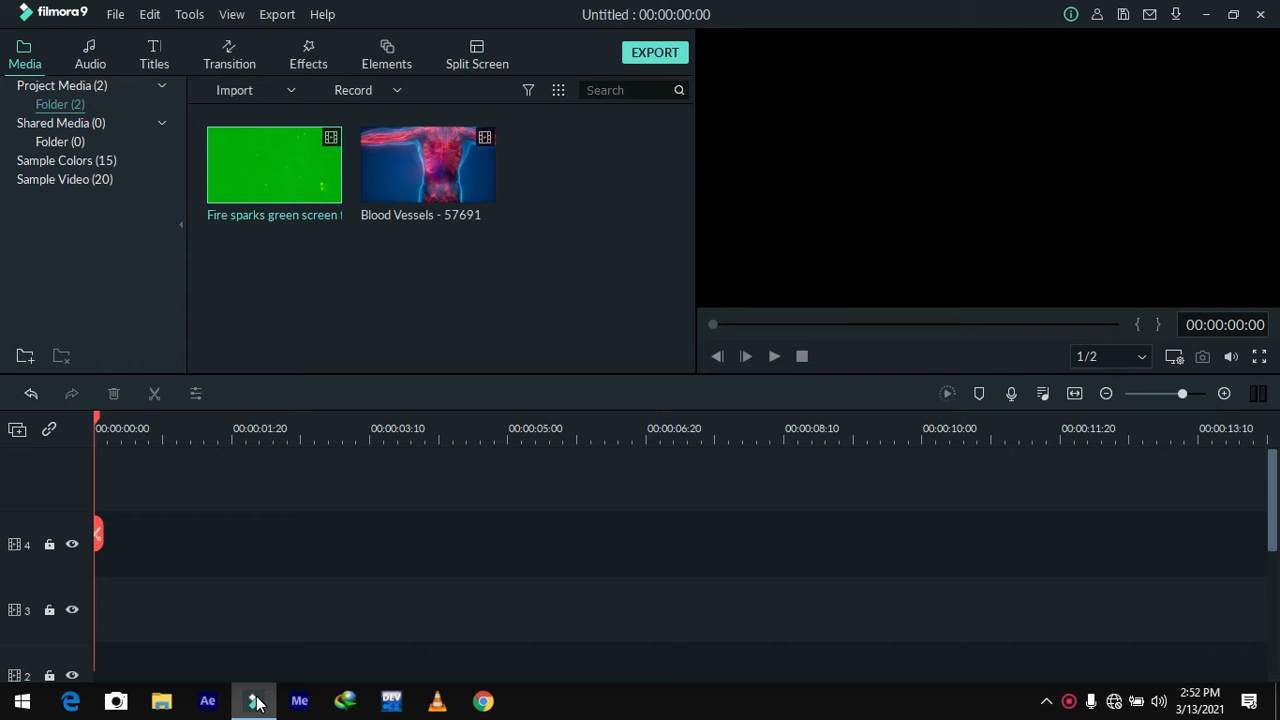 filmora9 File Edit Tools View Export Help Untitled : 00:00:00:00
Media Audio Titles Transition Effects Elements Split Screen EXPORT
Project Media (2) Import Record Search
Folder (2)
Shared Media (0)
Folder (0)
Sample Colors (15)
Sample Video (20)
Fire sparks green screen Blood Vessels - 57691
{ } 00:00:00:00
1/2
00:00:00:00 00:00:01:20 00:00:03:10 00:00:05:00 00:00:06:20 00:00:08:10 00:00:10:00 00:00:11:20 00:00:13:10
4
3
2
Ae Me DEV
2:52 PM
3/13/2021